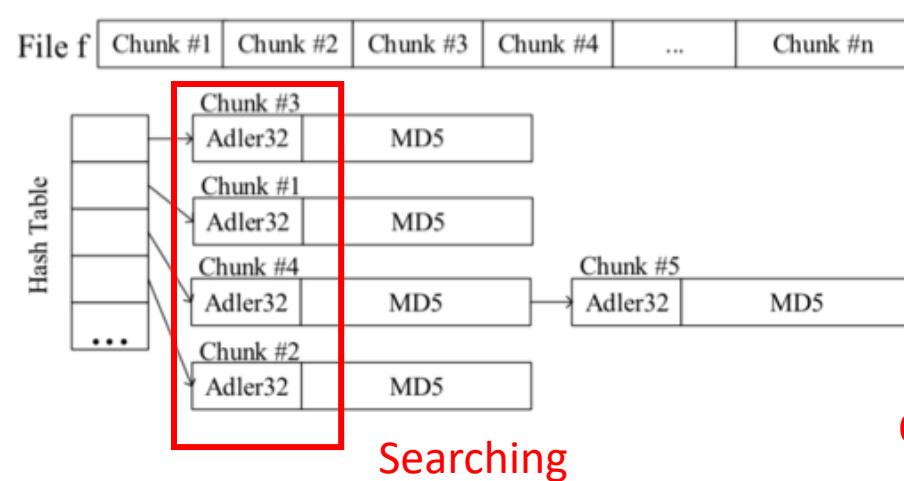 File f Chunk #1 Chunk #2 Chunk #3 Chunk #4 ... Chunk #n
Hash Table
Chunk #3
Adler32 MD5
Chunk #1
Adler32 MD5
Chunk #4
Adler32 MD5
Chunk #5
Adler32 MD5
Chunk #2
Adler32 MD5
...
Searching